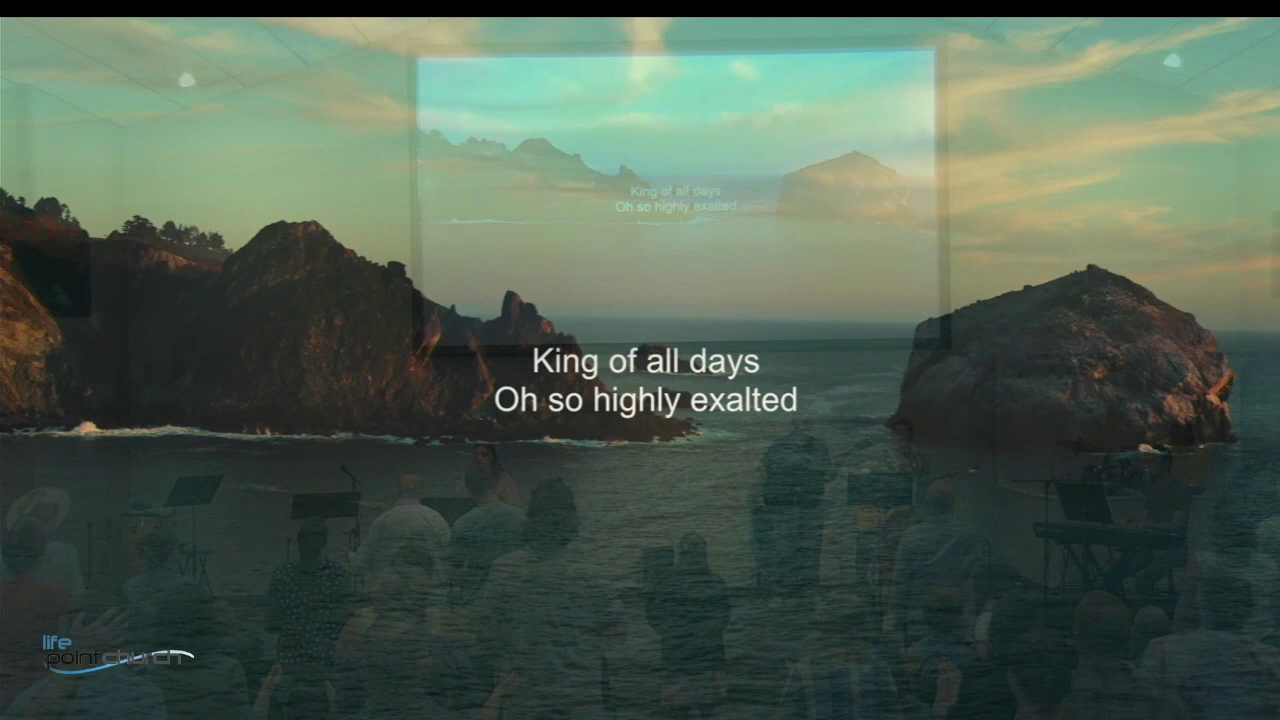 King of all days
Oh so highly exalted
King of all days
Oh so highly exalted
life
pointchurch